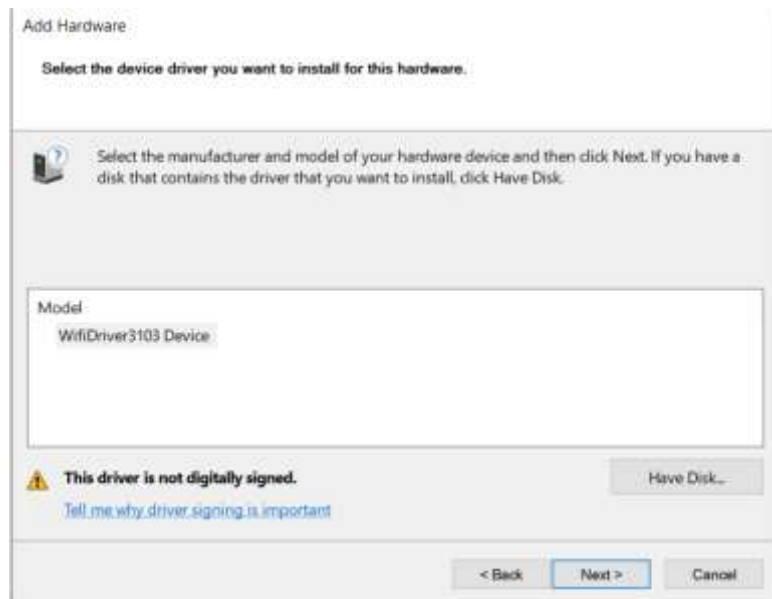 Add Hardware
Select the device driver you want to install for this hardware.
Select the manufacturer and model of your hardware device and then click Next. If you have a
disk that contains the driver that you want to install, click Have Disk.
Model
WifiDriver3103 Device
This driver is not digitally signed.
Have Disk...
Tell me why driver signing is important
< Back
Next >
Cancel